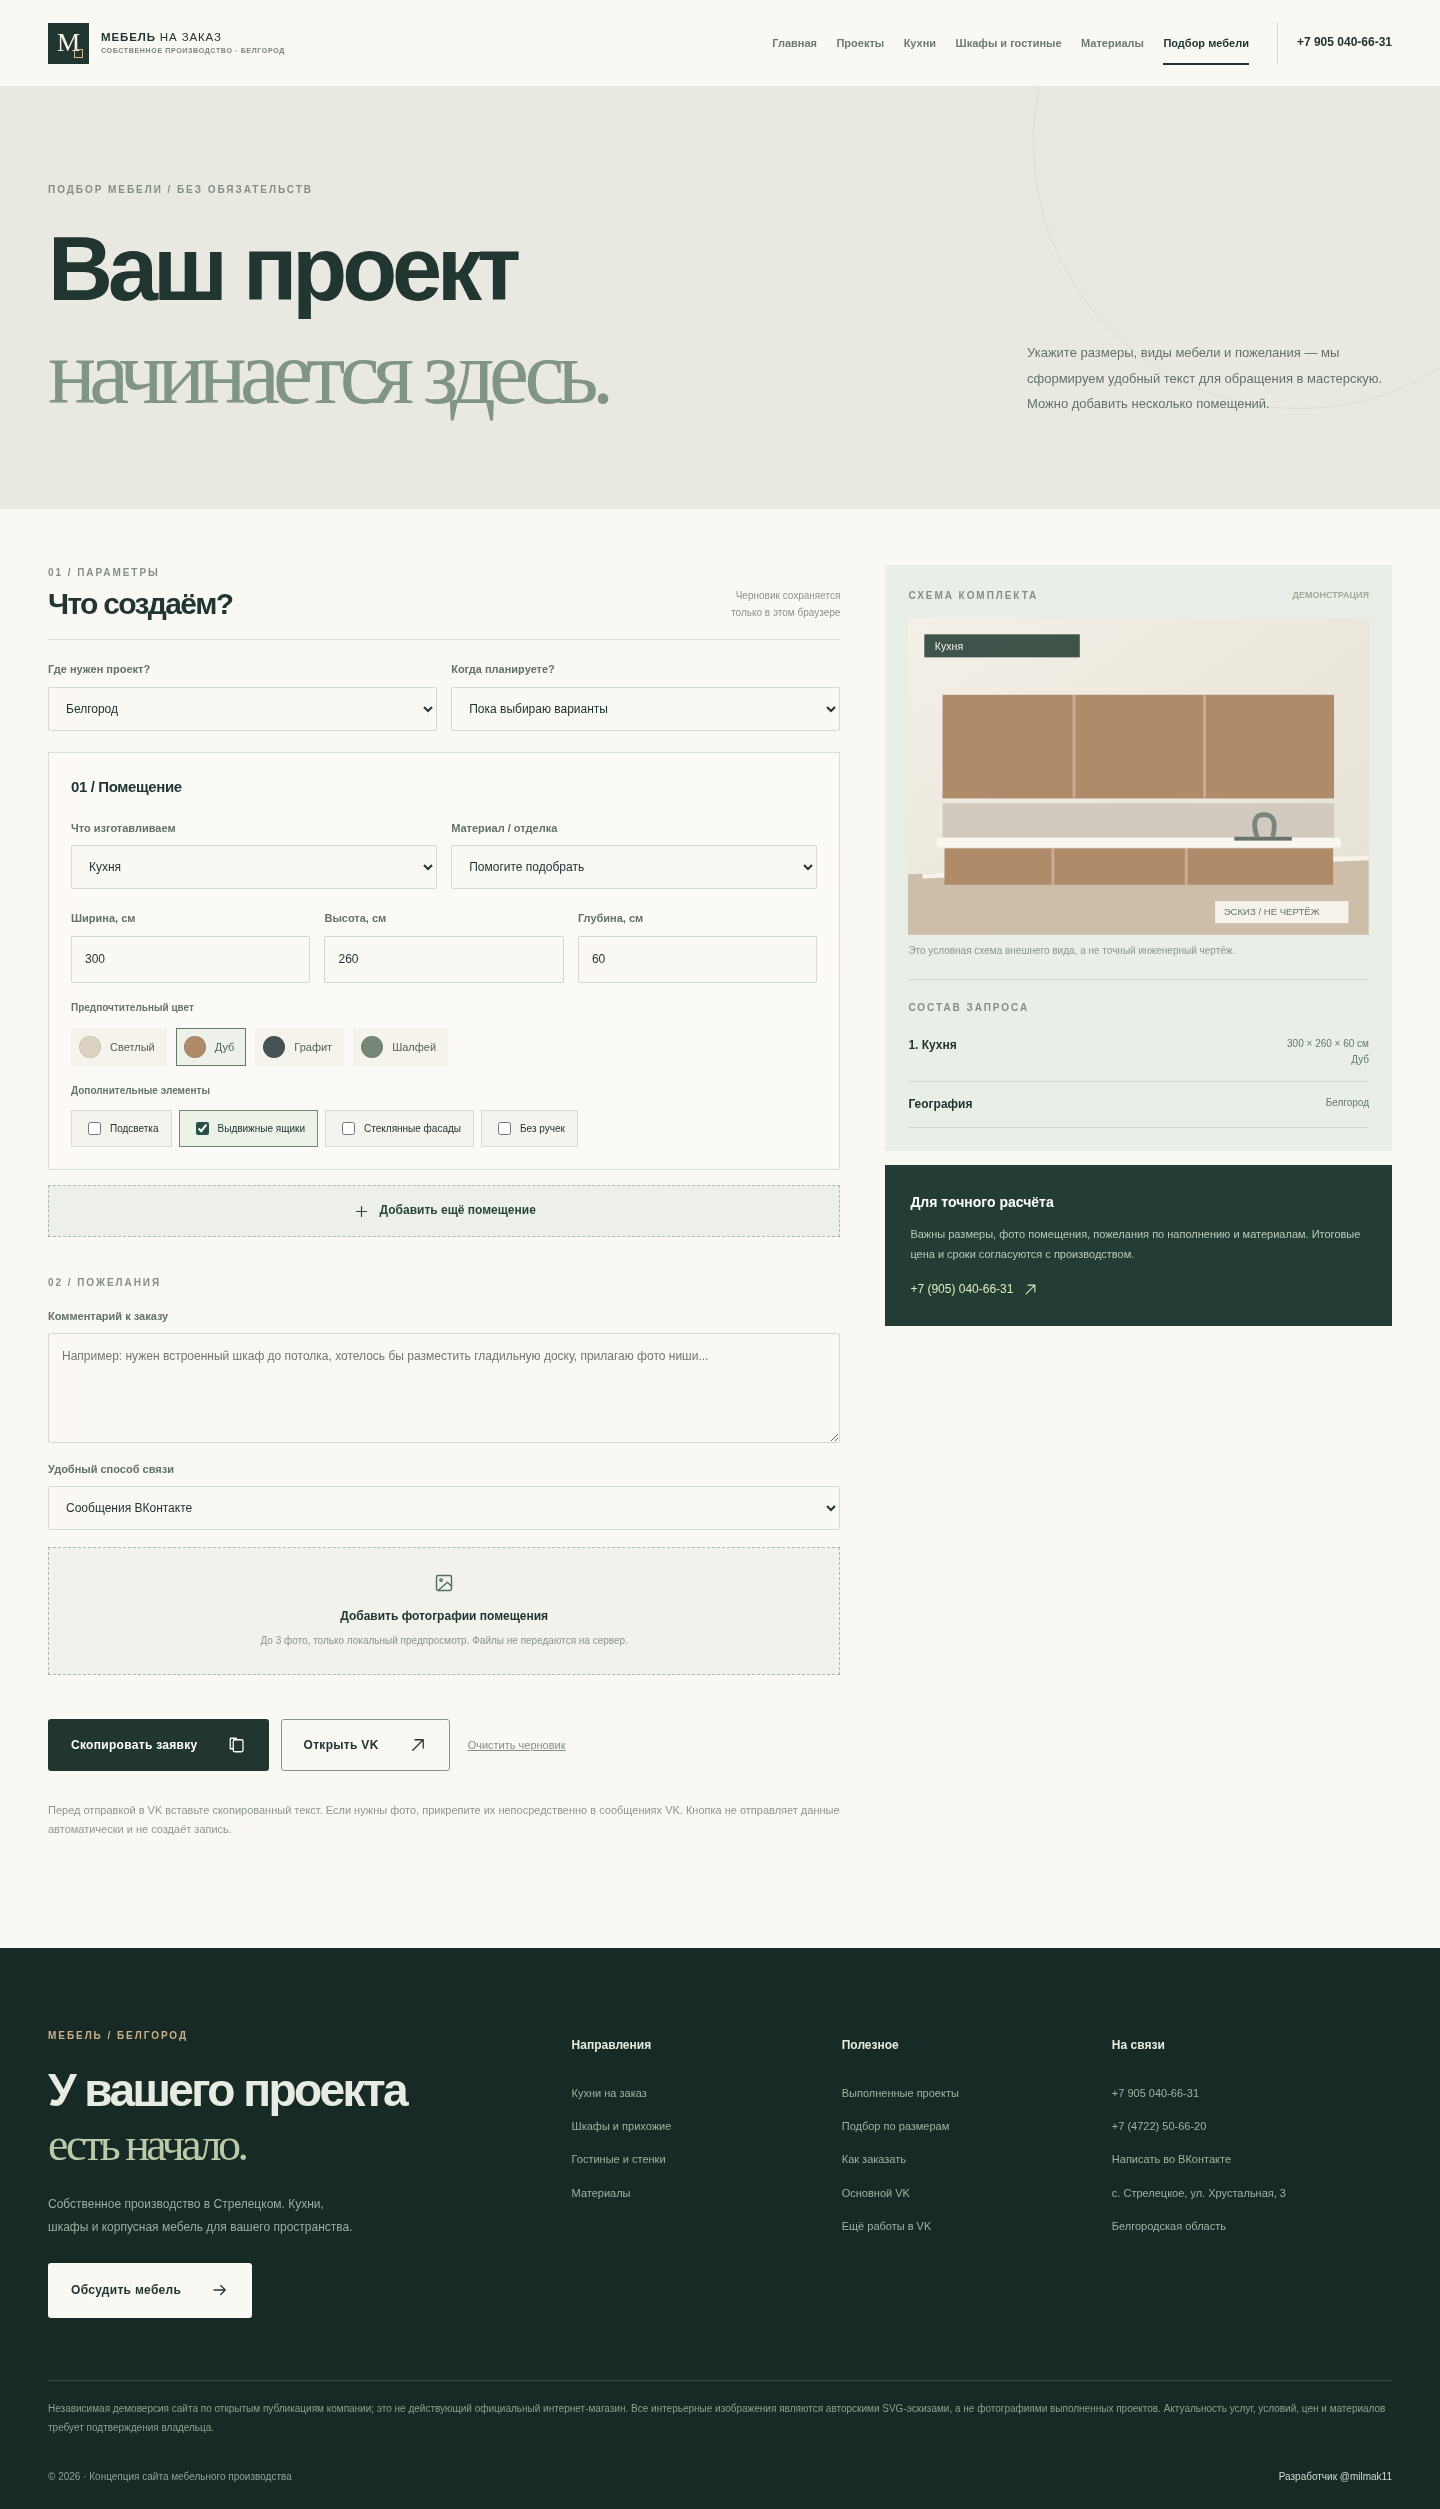 М
МЕБЕЛЬ НА ЗАКАЗ
СОБСТВЕННОЕ ПРОИЗВОДСТВО · БЕЛГОРОД
Главная Проекты Кухни Шкафы и гостиные Материалы Подбор мебели +7 905 040-66-31
ПОДБОР МЕБЕЛИ / БЕЗ ОБЯЗАТЕЛЬСТВ
Ваш проект
начинается здесь.
Укажите размеры, виды мебели и пожелания — мы
сформируем удобный текст для обращения в мастерскую.
Можно добавить несколько помещений.
01 / ПАРАМЕТРЫ
Что создаём?
Черновик сохраняется
только в этом браузере
Где нужен проект? Когда планируете?
Белгород Пока выбираю варианты
01 / Помещение
Что изготавливаем Материал / отделка
Кухня Помогите подобрать
Ширина, см Высота, см Глубина, см
300 260 60
Предпочтительный цвет
Светлый Дуб Графит Шалфей
Дополнительные элементы
Подсветка Выдвижные ящики Стеклянные фасады Без ручек
Добавить ещё помещение
02 / ПОЖЕЛАНИЯ
Комментарий к заказу
Например: нужен встроенный шкаф до потолка, хотелось бы разместить гладильную доску, прилагаю фото ниши...
Удобный способ связи
Сообщения ВКонтакте
Добавить фотографии помещения
До 3 фото, только локальный предпросмотр. Файлы не передаются на сервер.
Скопировать заявку Открыть VK Очистить черновик
Перед отправкой в VK вставьте скопированный текст. Если нужны фото, прикрепите их непосредственно в сообщениях VK. Кнопка не отправляет данные
автоматически и не создаёт запись.
СХЕМА КОМПЛЕКТА ДЕМОНСТРАЦИЯ
Кухня
ЭСКИЗ / НЕ ЧЕРТЁЖ
Это условная схема внешнего вида, а не точный инженерный чертёж.
СОСТАВ ЗАПРОСА
1. Кухня 300 × 260 × 60 см
Дуб
География Белгород
Для точного расчёта
Важны размеры, фото помещения, пожелания по наполнению и материалам. Итоговые
цена и сроки согласуются с производством.
+7 (905) 040-66-31
МЕБЕЛЬ / БЕЛГОРОД
У вашего проекта
есть начало.
Собственное производство в Стрелецком. Кухни,
шкафы и корпусная мебель для вашего пространства.
Обсудить мебель
Направления
Кухни на заказ
Шкафы и прихожие
Гостиные и стенки
Материалы
Полезное
Выполненные проекты
Подбор по размерам
Как заказать
Основной VK
Ещё работы в VK
На связи
+7 905 040-66-31
+7 (4722) 50-66-20
Написать во ВКонтакте
с. Стрелецкое, ул. Хрустальная, 3
Белгородская область
Независимая демоверсия сайта по открытым публикациям компании; это не действующий официальный интернет-магазин. Все интерьерные изображения являются авторскими SVG-эскизами, а не фотографиями выполненных проектов. Актуальность услуг, условий, цен и материалов
требует подтверждения владельца.
© 2026 · Концепция сайта мебельного производства Разработчик @milmak11